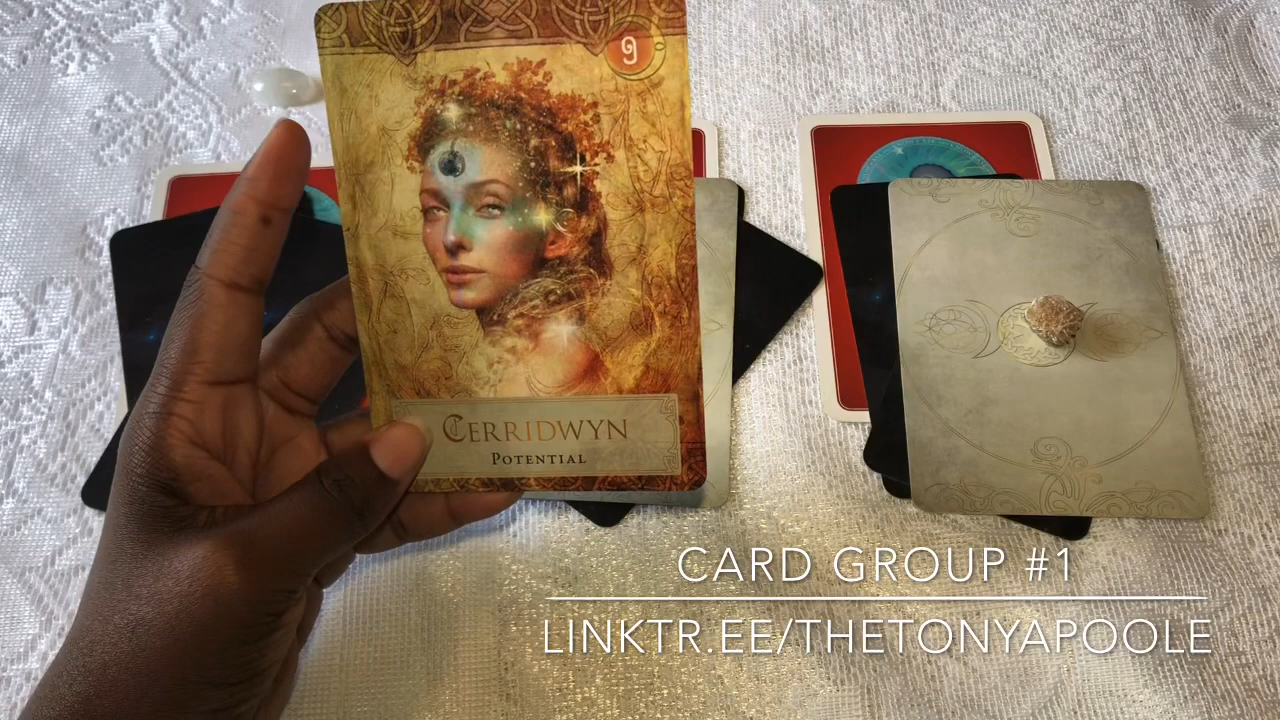 9
CERRIDWYN
POTENTIAL
CARD GROUP #1
LINKTR.EE/THETONYAPOOLE